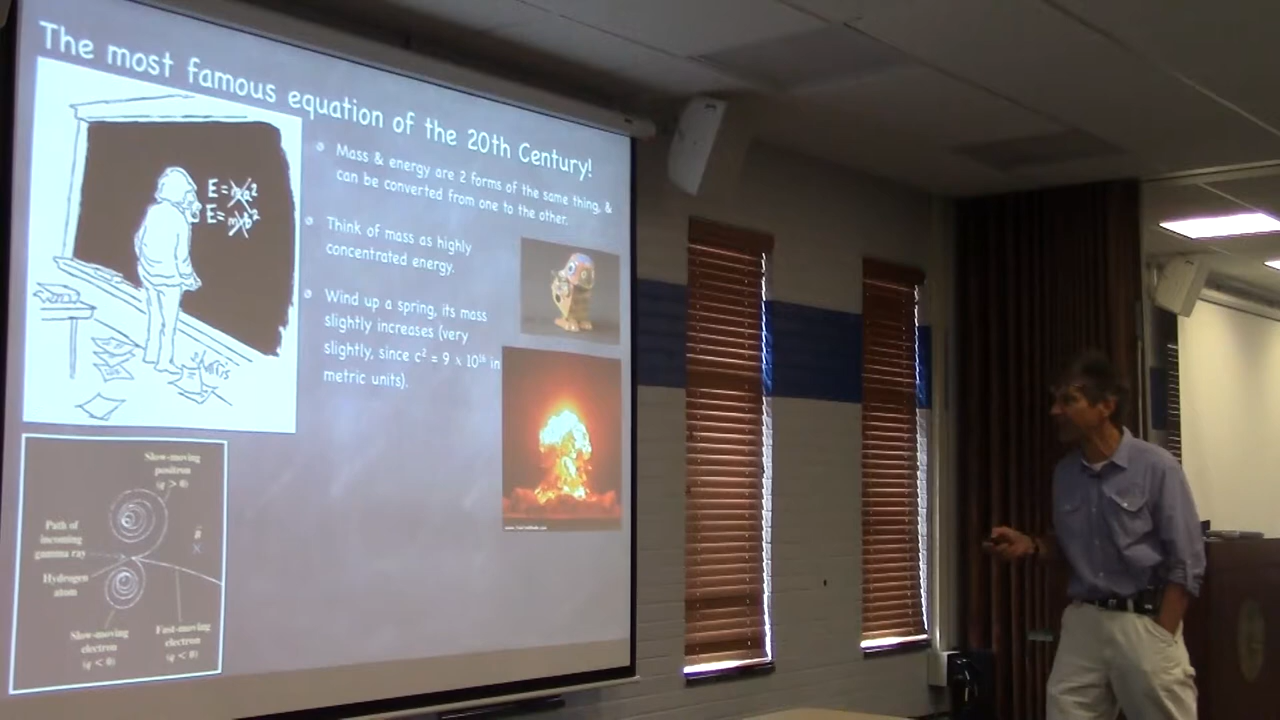 The most famous equation of the 20th Century!
E = ma²
E = mb²
Harris
• Mass & energy are 2 forms of the same thing, &
can be converted from one to the other.
• Think of mass as highly
concentrated energy.
• Wind up a spring, its mass
slightly increases (very
slightly, since c² = 9 x 10¹⁶ in
metric units).
Slow-moving
positron
(q > 0)
Path of
incoming
gamma ray
B
Hydrogen
atom
Slow-moving
electron
(q < 0)
Fast-moving
electron
(q < 0)